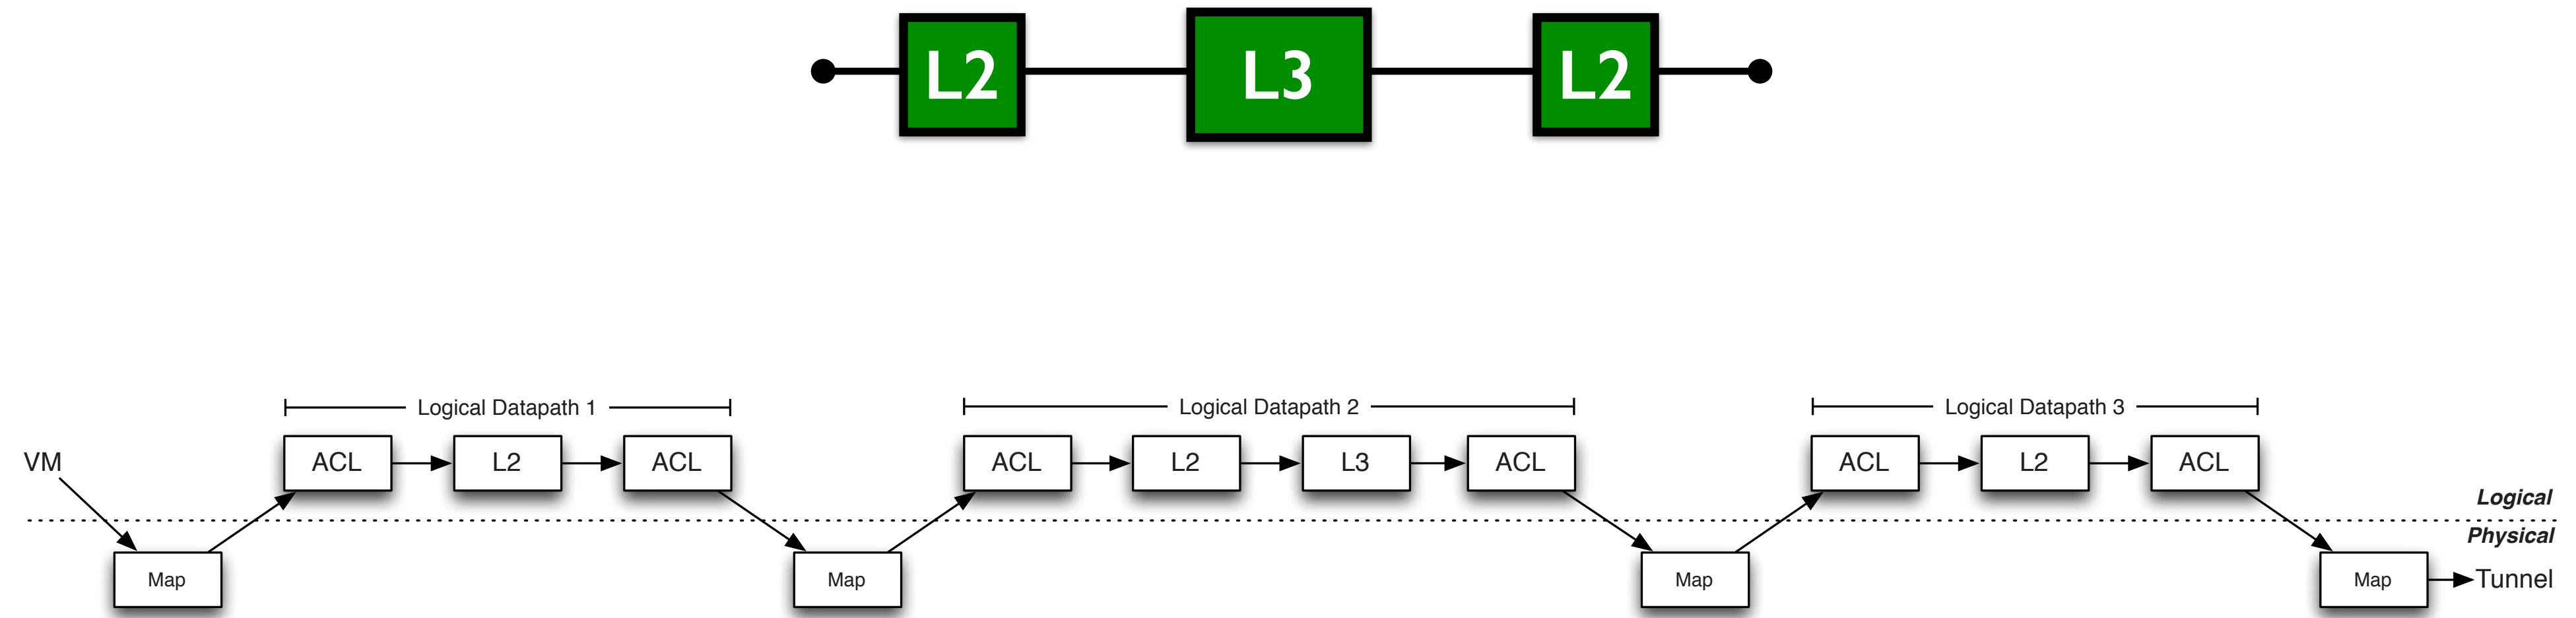 L2 L3 L2
Logical Datapath 1 Logical Datapath 2 Logical Datapath 3
VM ACL L2 ACL ACL L2 L3 ACL ACL L2 ACL
Logical
Physical
Map Map Map Map Tunnel